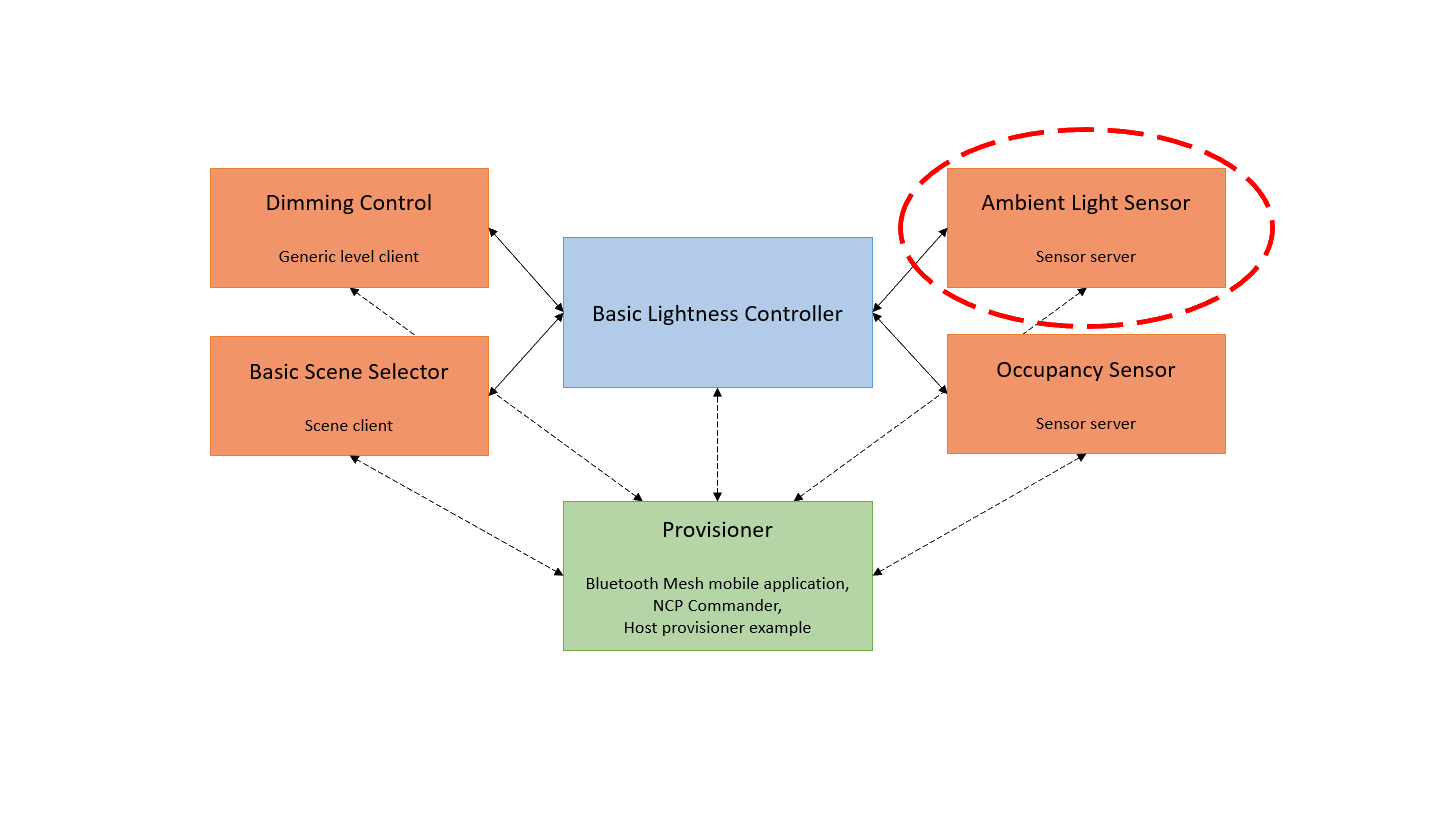 Dimming Control
Generic level client
Basic Scene Selector
Scene client
Basic Lightness Controller
Ambient Light Sensor
Sensor server
Occupancy Sensor
Sensor server
Provisioner
Bluetooth Mesh mobile application,
NCP Commander,
Host provisioner example